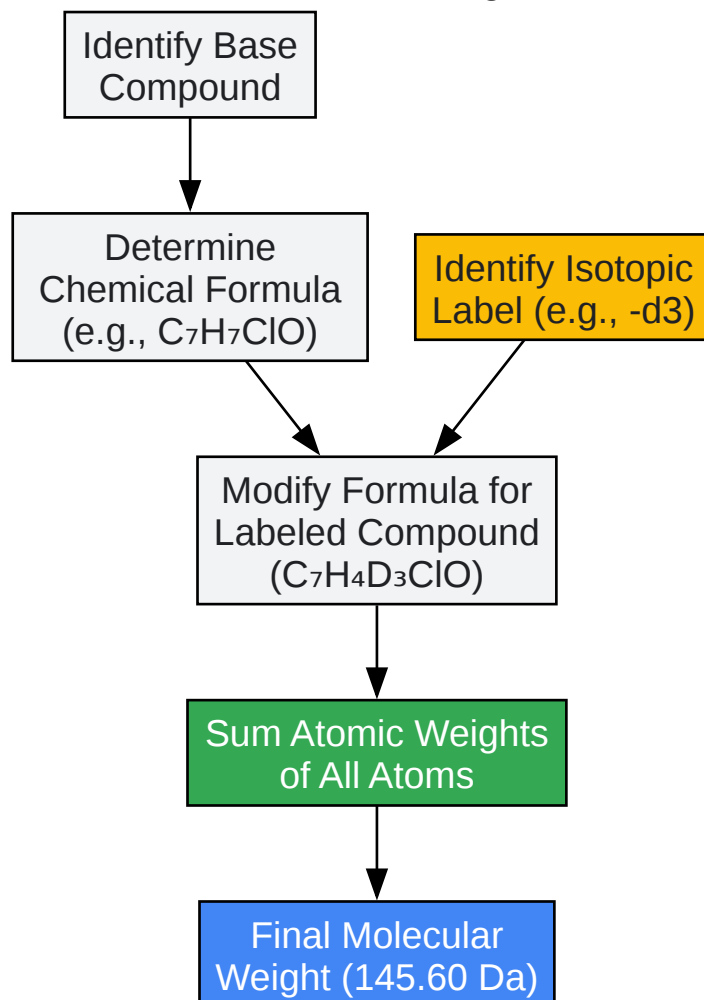 Identify Base
Compound
Determine
Chemical Formula
(e.g., C₇H₇ClO)
Identify Isotopic
Label (e.g., -d3)
Modify Formula for
Labeled Compound
(C₇H₄D₃ClO)
Sum Atomic Weights
of All Atoms
Final Molecular
Weight (145.60 Da)